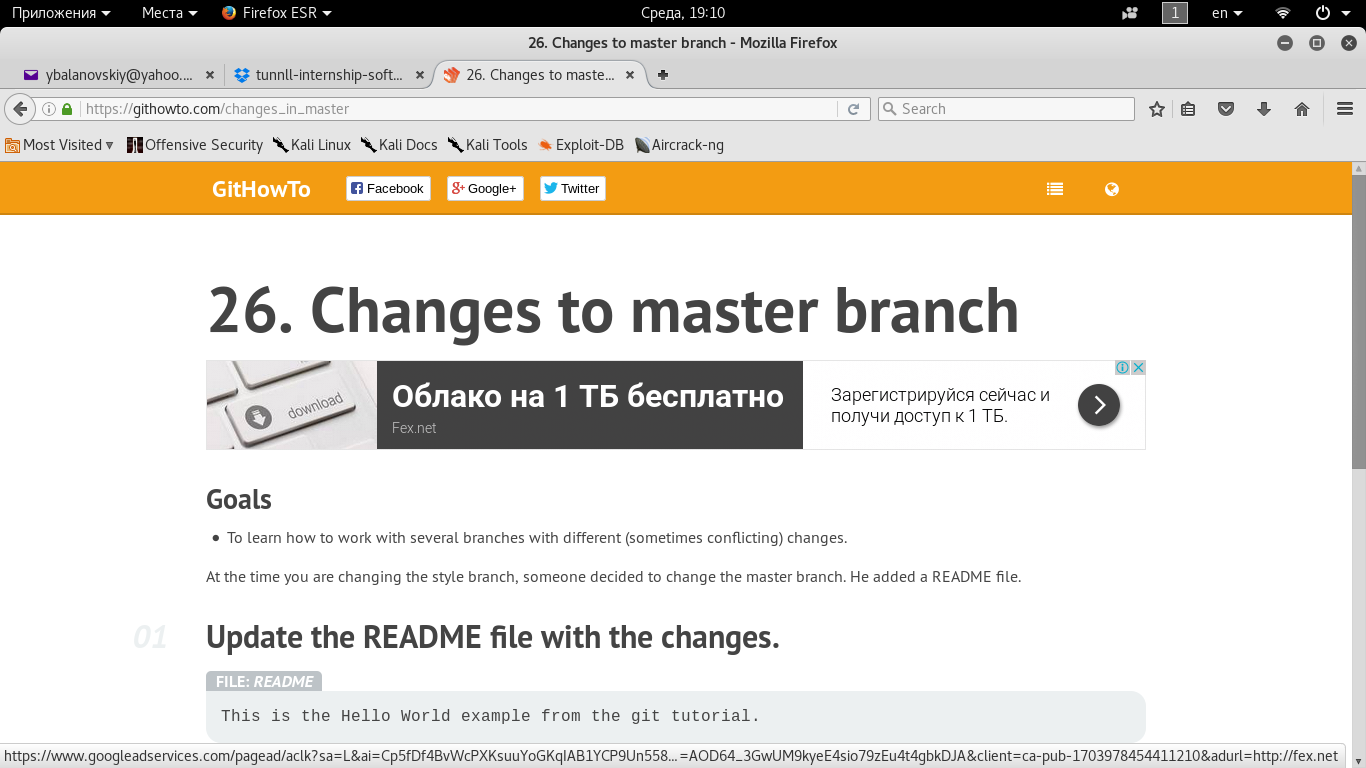 Приложения Места Firefox ESR Среда, 19:10 1 en
26. Changes to master branch - Mozilla Firefox
ybalanovskiy@yahoo.... tunnll-internship-soft... 26. Changes to maste...
https://githowto.com/changes_in_master Search
Most Visited Offensive Security Kali Linux Kali Docs Kali Tools Exploit-DB Aircrack-ng
GitHowTo Facebook Google+ Twitter
26. Changes to master branch
download
Облако на 1 ТБ бесплатно
Fex.net
Зарегистрируйся сейчас и
получи доступ к 1 ТБ.
Goals
• To learn how to work with several branches with different (sometimes conflicting) changes.
At the time you are changing the style branch, someone decided to change the master branch. He added a README file.
01 Update the README file with the changes.
FILE: README
This is the Hello World example from the git tutorial.
https://www.googleadservices.com/pagead/aclk?sa=L&ai=Cp5fDf4BvWcPXKsuuYoGKqIAB1YCP9Un558...=AOD64_3GwUM9kyeE4sio79zEu4t4gbkDJA&client=ca-pub-1703978454411210&adurl=http://fex.net